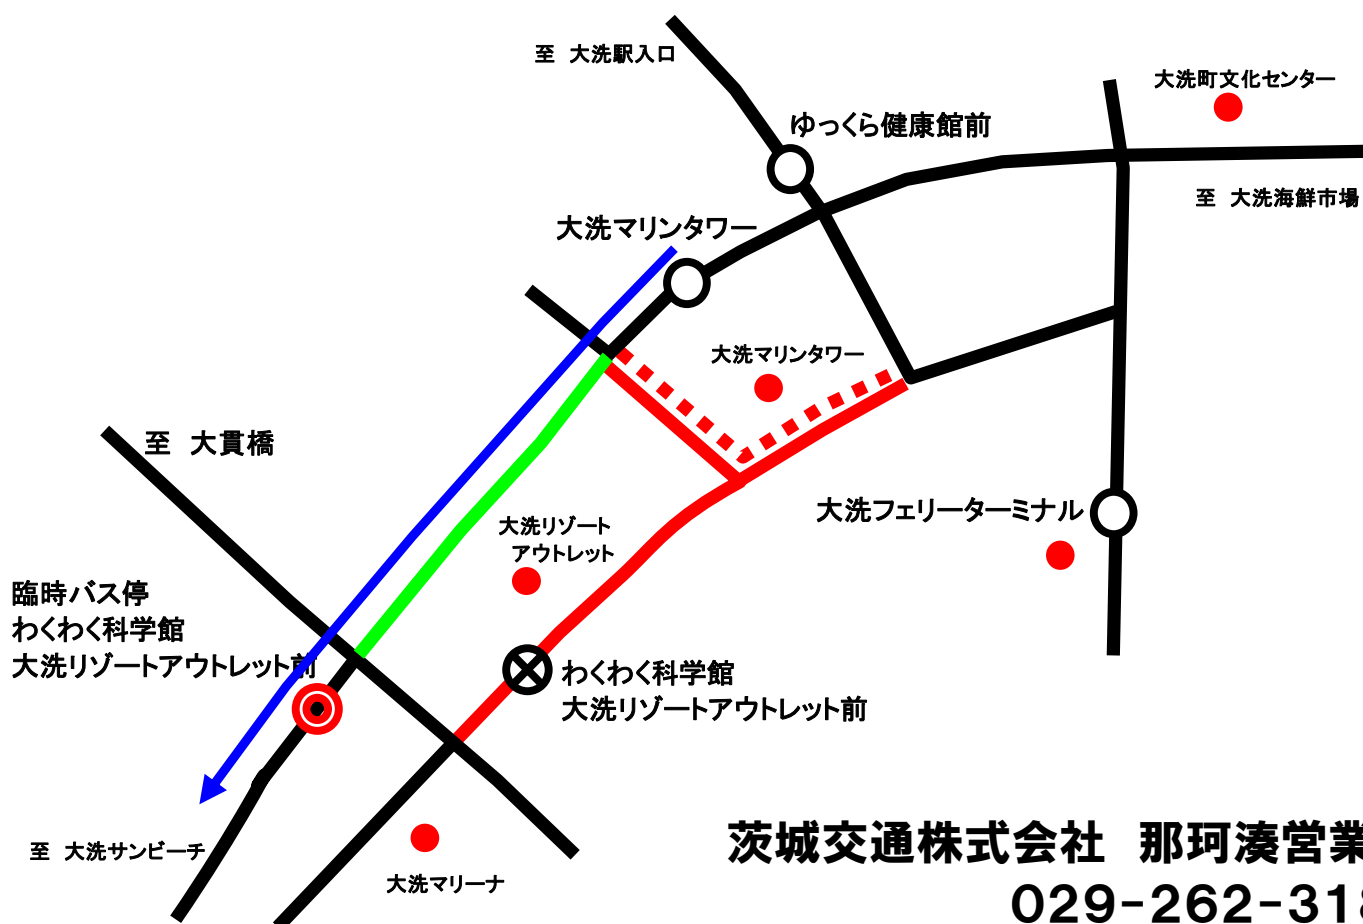 至 大洗駅入口
大洗町文化センター
ゆっくら健康館前
至 大洗海鮮市場
大洗マリンタワー
大洗マリンタワー
至 大貫橋
大洗フェリーターミナル
大洗リゾート
アウトレット
臨時バス停
わくわく科学館
大洗リゾートアウトレット前
わくわく科学館
大洗リゾートアウトレット前
至 大洗サンビーチ
大洗マリーナ
茨城交通株式会社 那珂湊営業
029-262-318